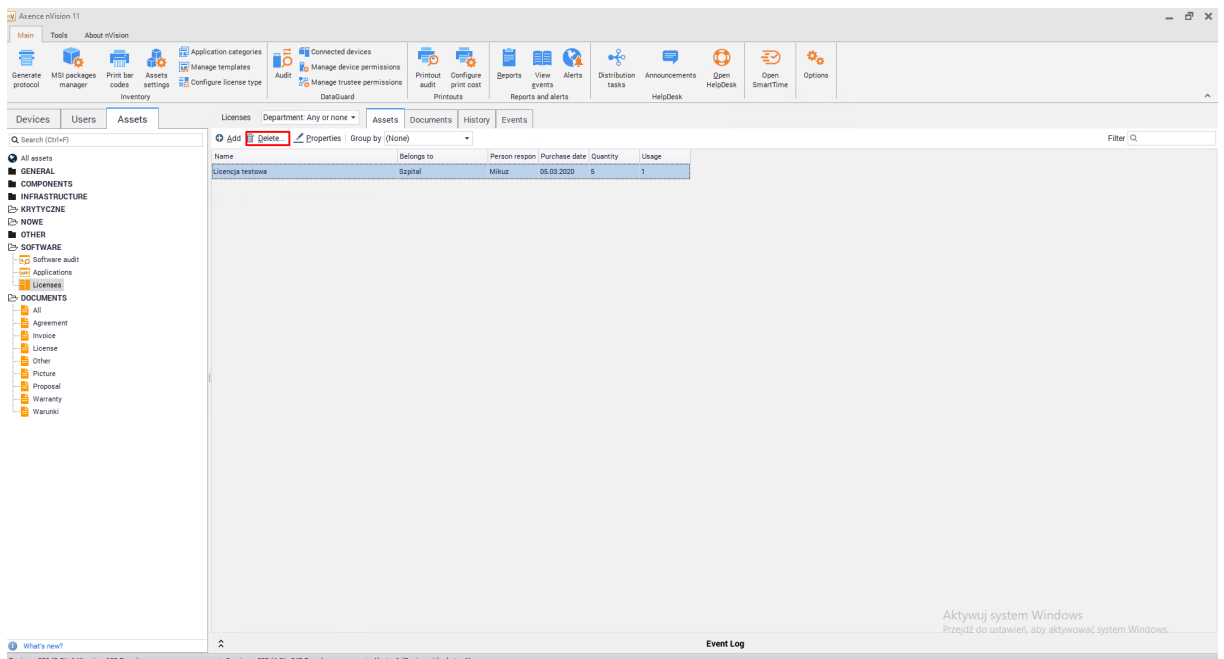 Axence nVision 11
Main Tools About nVision
Generate protocol
MSI packages manager
Print bar codes
Assets settings
Application categories
Manage templates
Configure license type
Inventory
Audit
Connected devices
Manage device permissions
Manage trustee permissions
DataGuard
Printout audit
Configure print cost
Printouts
Reports
View events
Alerts
Reports and alerts
Distribution tasks
Announcements
Open HelpDesk
HelpDesk
Open SmartTime
Options
Devices Users Assets
Licenses Department: Any or none Assets Documents History Events
Search (Ctrl+F)
Add Delete... Properties Group by (None) Filter
Name Belongs to Person respon Purchase date Quantity Usage
Licencja testowa Szpital Mikuz 05.03.2020 5 1
All assets
GENERAL
COMPONENTS
INFRASTRUCTURE
KRYTYCZNE
NOWE
OTHER
SOFTWARE
Software audit
Applications
Licenses
DOCUMENTS
All
Agreement
Invoice
License
Other
Picture
Proposal
Warranty
Warunki
Aktywuj system Windows
Przejdź do ustawień, aby aktywować system Windows.
What's new? Event Log